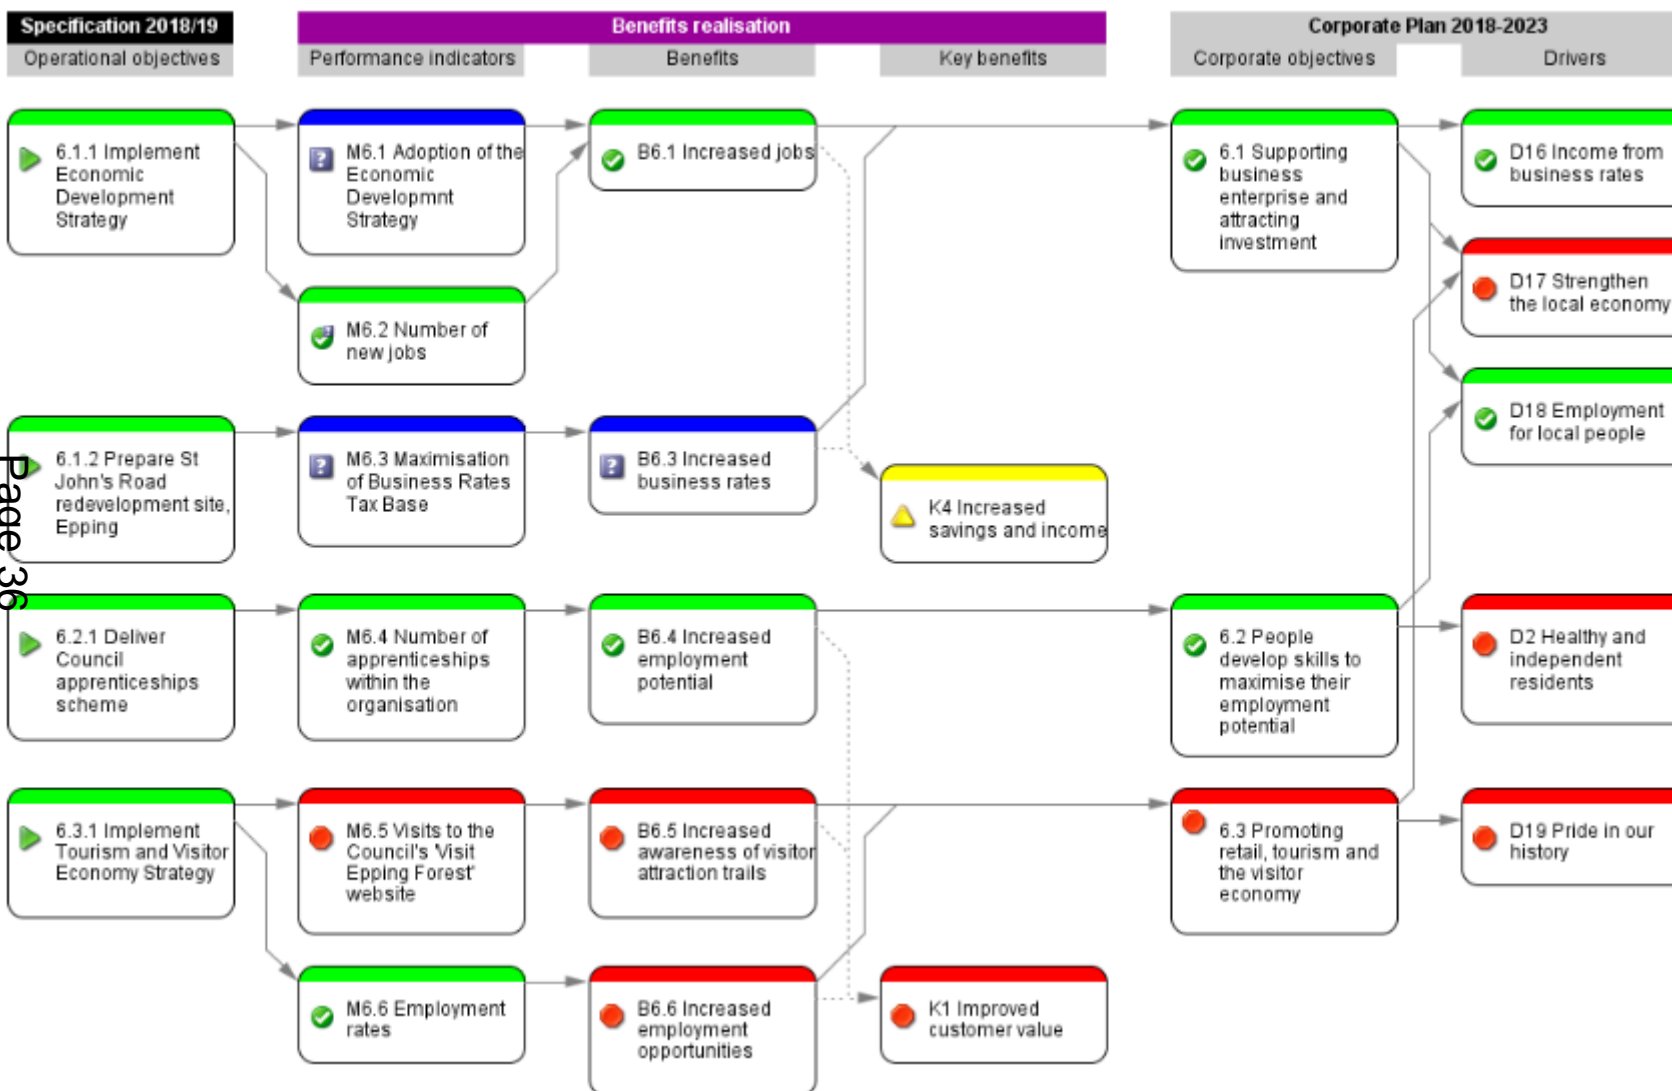 Specification 2018/19
Benefits realisation
Corporate Plan 2018-2023
Operational objectives
Performance indicators
Benefits
Key benefits
Corporate objectives
Drivers
6.1.1 Implement
Economic
Development
Strategy
M6.1 Adoption of the
Economic
Developmnt
Strategy
B6.1 Increased jobs
6.1 Supporting
business
enterprise and
attracting
investment
D16 Income from
business rates
D17 Strengthen
the local economy
M6.2 Number of
new jobs
D18 Employment
for local people
6.1.2 Prepare St
John's Road
redevelopment site,
Epping
M6.3 Maximisation
of Business Rates
Tax Base
B6.3 Increased
business rates
K4 Increased
savings and income
Page 36
6.2.1 Deliver
Council
apprenticeships
scheme
M6.4 Number of
apprenticeships
within the
organisation
B6.4 Increased
employment
potential
6.2 People
develop skills to
maximise their
employment
potential
D2 Healthy and
independent
residents
6.3.1 Implement
Tourism and Visitor
Economy Strategy
M6.5 Visits to the
Council's 'Visit
Epping Forest'
website
B6.5 Increased
awareness of visitor
attraction trails
6.3 Promoting
retail, tourism and
the visitor
economy
D19 Pride in our
history
M6.6 Employment
rates
B6.6 Increased
employment
opportunities
K1 Improved
customer value